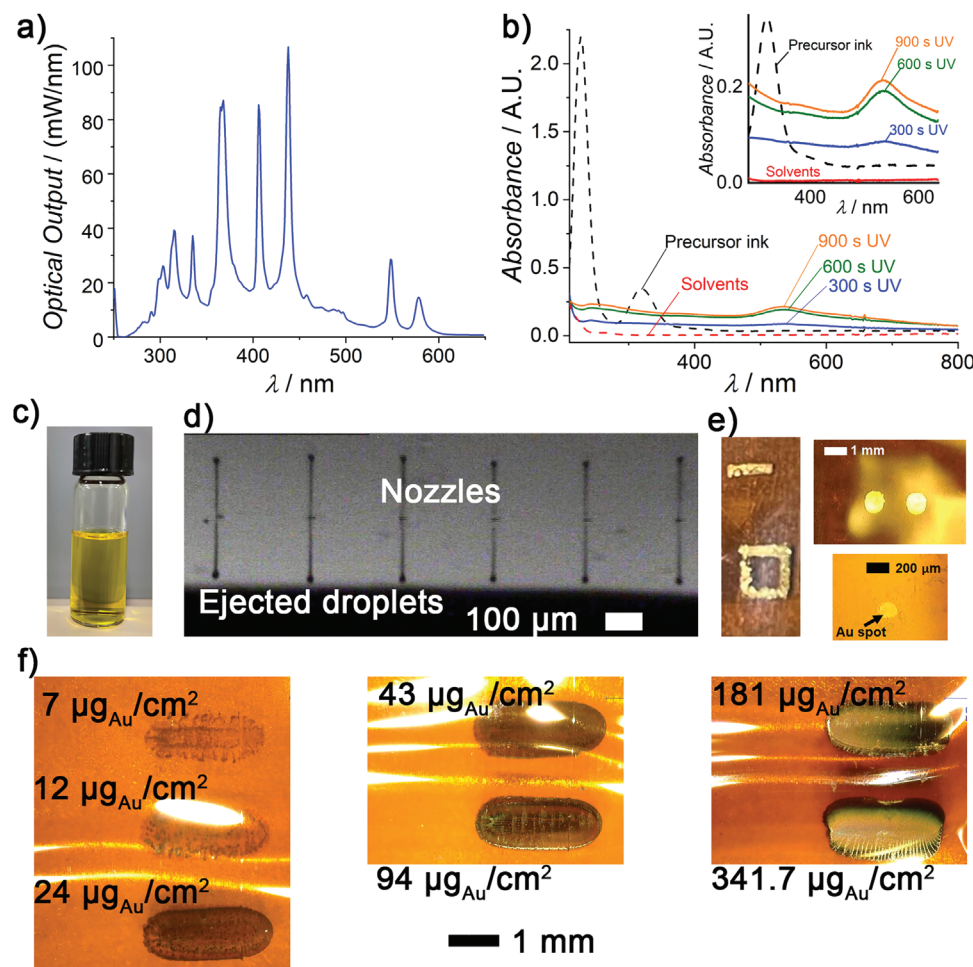 a)
Optical Output / (mW/nm)
100
80
60
40
20
0
300
400
500
600
λ / nm
b)
Absorbance / A.U.
2.0
1.5
1.0
0.5
0.0
400
600
800
λ / nm
Precursor ink
Solvents
900 s UV
600 s UV
300 s UV
Absorbance / A.U.
0.2
0.0
400
600
λ / nm
Precursor ink
900 s UV
600 s UV
300 s UV
Solvents
c)
d)
Nozzles
Ejected droplets
100 µm
e)
1 mm
200 µm
Au spot
f)
7 µgAu/cm²
12 µgAu/cm²
24 µgAu/cm²
43 µgAu/cm²
94 µgAu/cm²
181 µgAu/cm²
341.7 µgAu/cm²
1 mm